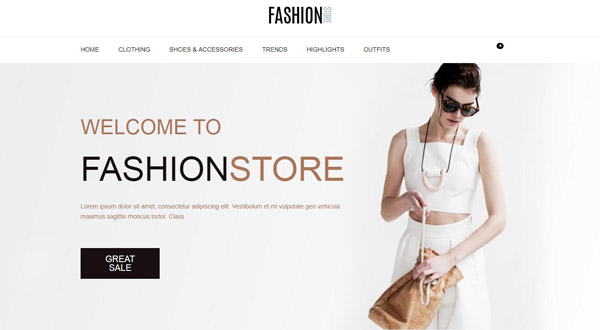 FASHION STORE
HOME CLOTHING SHOES & ACCESSORIES TRENDS HIGHLIGHTS OUTFITS
WELCOME TO
FASHIONSTORE
Lorem ipsum dolor sit amet, consectetur adipiscing elit. Vestibulum et mi vulputate gen vehicula
maximus sagittis rhoncus tortor. Class
GREAT
SALE